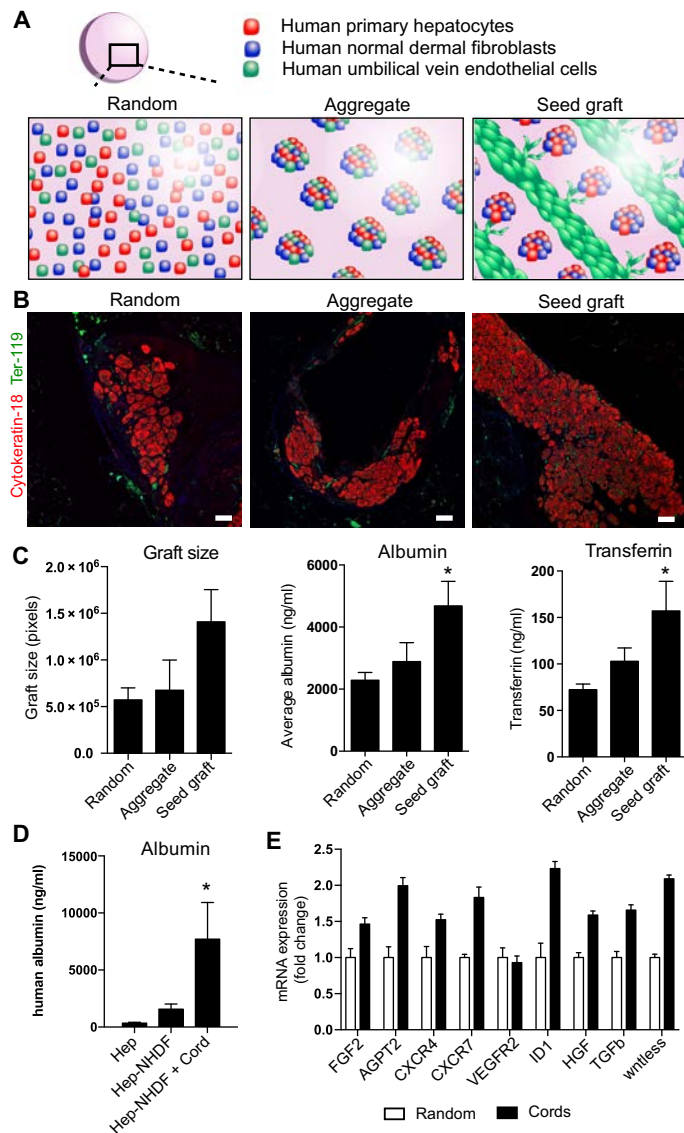 A
Human primary hepatocytes
Human normal dermal fibroblasts
Human umbilical vein endothelial cells
Random
Aggregate
Seed graft
B
Random
Aggregate
Seed graft
Cytokeratin-18 Ter-119
C
Graft size
2.0 × 10⁶
1.5 × 10⁶
1.0 × 10⁶
5.0 × 10⁵
0.0
Graft size (pixels)
Random
Aggregate
Seed graft
Albumin
*
6000
4000
2000
0
Average albumin (ng/ml)
Random
Aggregate
Seed graft
Transferrin
*
200
150
100
50
0
Transferrin (ng/ml)
Random
Aggregate
Seed graft
D
Albumin
*
15000
10000
5000
0
human albumin (ng/ml)
Hep
Hep-NHDF
Hep-NHDF + Cord
E
2.5
2.0
1.5
1.0
0.5
0.0
mRNA expression
(fold change)
FGF2
AGPT2
CXCR4
CXCR7
VEGFR2
ID1
HGF
TGFb
wntless
Random
Cords